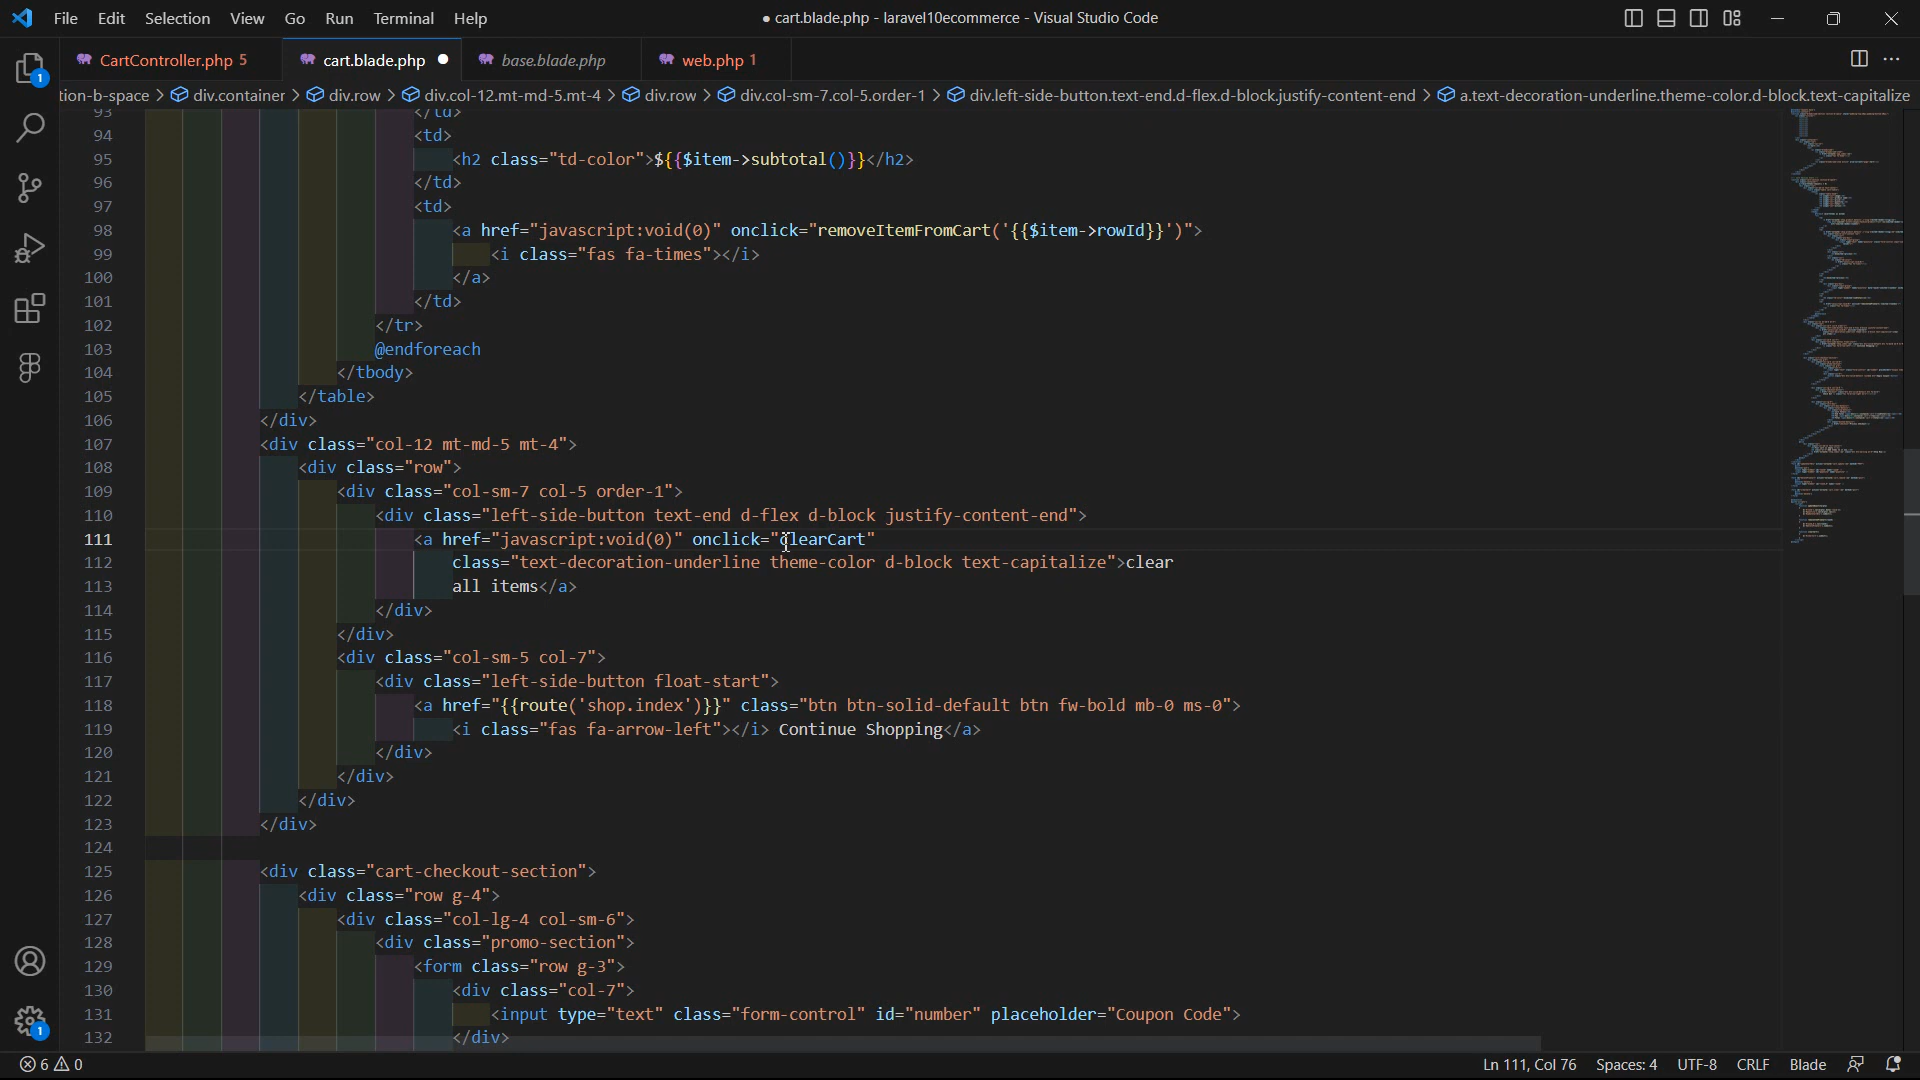 File Edit Selection View Go Run Terminal Help
● cart.blade.php - laravel10ecommerce - Visual Studio Code
CartController.php 5 cart.blade.php base.blade.php web.php 1
tion-b-space > div.container > div.row > div.col-12.mt-md-5.mt-4 > div.row > div.col-sm-7.col-5.order-1 > div.left-side-button.text-end.d-flex.d-block.justify-content-end > a.text-decoration-underline.theme-color.d-block.text-capitalize
93 </td>
94 <td>
95 <h2 class="td-color">${{$item->subtotal()}}</h2>
96 </td>
97 <td>
98 <a href="javascript:void(0)" onclick="removeItemFromCart('{{$item->rowId}}')">
99 <i class="fas fa-times"></i>
100 </a>
101 </td>
102 </tr>
103 @endforeach
104 </tbody>
105 </table>
106 </div>
107 <div class="col-12 mt-md-5 mt-4">
108 <div class="row">
109 <div class="col-sm-7 col-5 order-1">
110 <div class="left-side-button text-end d-flex d-block justify-content-end">
111 <a href="javascript:void(0)" onclick="clearCart"
112 class="text-decoration-underline theme-color d-block text-capitalize">clear
113 all items</a>
114 </div>
115 </div>
116 <div class="col-sm-5 col-7">
117 <div class="left-side-button float-start">
118 <a href="{{route('shop.index')}}" class="btn btn-solid-default btn fw-bold mb-0 ms-0">
119 <i class="fas fa-arrow-left"></i> Continue Shopping</a>
120 </div>
121 </div>
122 </div>
123 </div>
124
125 <div class="cart-checkout-section">
126 <div class="row g-4">
127 <div class="col-lg-4 col-sm-6">
128 <div class="promo-section">
129 <form class="row g-3">
130 <div class="col-7">
131 <input type="text" class="form-control" id="number" placeholder="Coupon Code">
132 </div>
1
1
6 0 Ln 111, Col 76 Spaces: 4 UTF-8 CRLF Blade